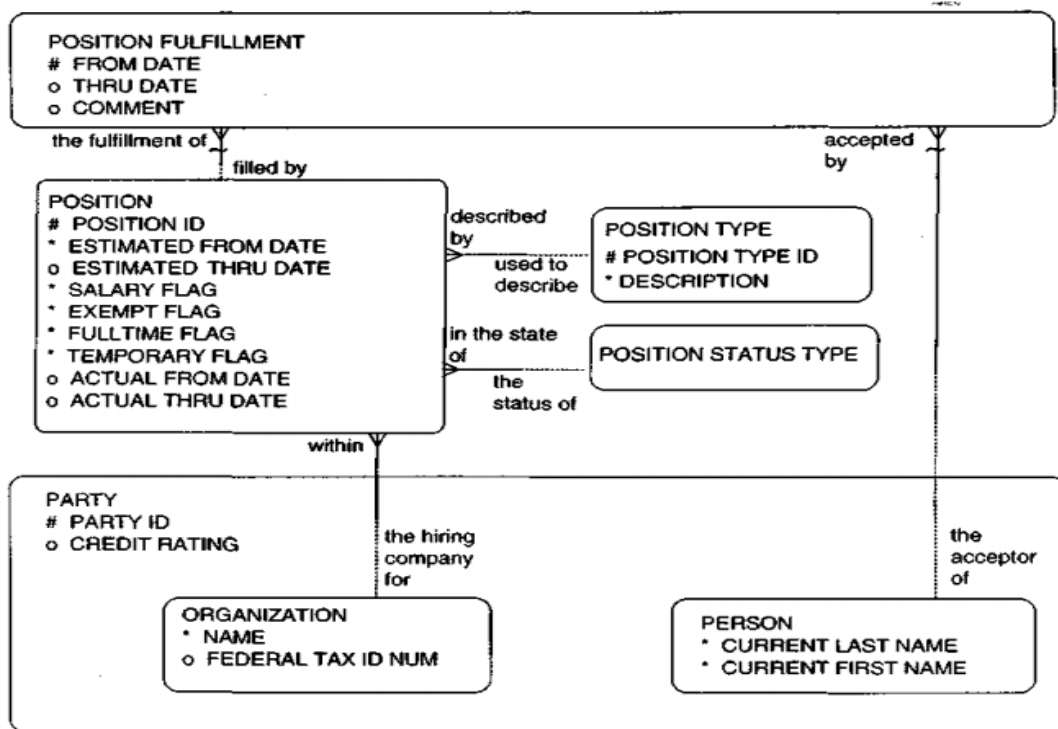 POSITION FULFILLMENT
# FROM DATE
o THRU DATE
o COMMENT
the fulfillment of
filled by
accepted
by
POSITION
# POSITION ID
* ESTIMATED FROM DATE
o ESTIMATED THRU DATE
* SALARY FLAG
* EXEMPT FLAG
* FULLTIME FLAG
* TEMPORARY FLAG
o ACTUAL FROM DATE
o ACTUAL THRU DATE
described
by
used to
describe
POSITION TYPE
# POSITION TYPE ID
* DESCRIPTION
in the state
of
the
status of
POSITION STATUS TYPE
within
PARTY
# PARTY ID
o CREDIT RATING
the hiring
company
for
the
acceptor
of
ORGANIZATION
* NAME
o FEDERAL TAX ID NUM
PERSON
* CURRENT LAST NAME
* CURRENT FIRST NAME